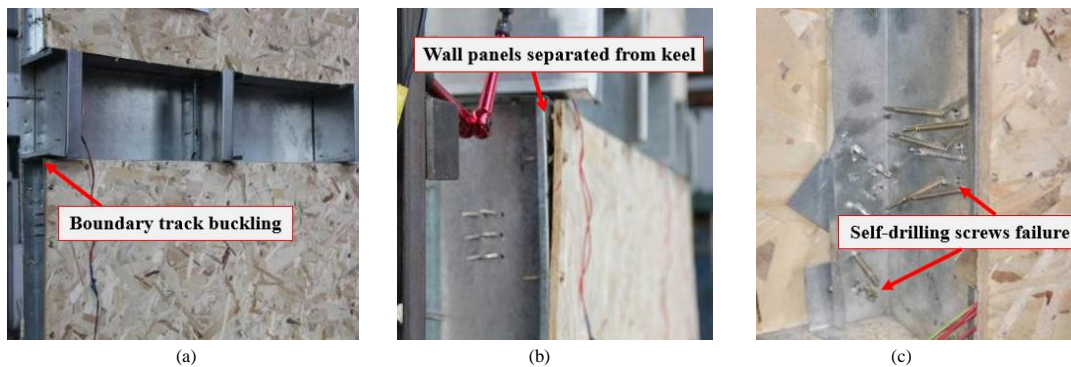 Boundary track buckling
Wall panels separated from keel
Self-drilling screws failure
(a)
(b)
(c)